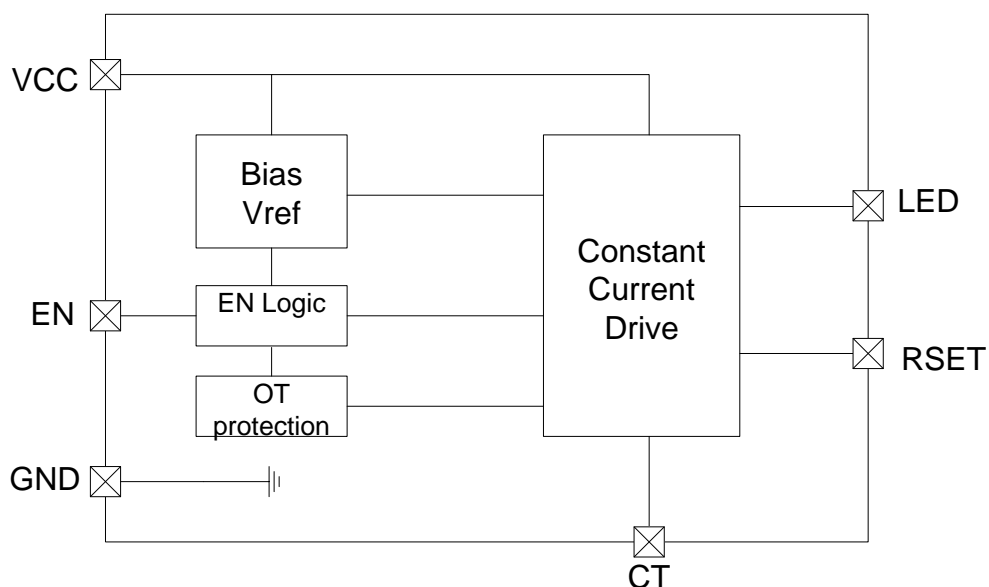 VCC
Bias
Vref
LED
Constant
Current
Drive
EN
EN Logic
RSET
OT
protection
GND
CT